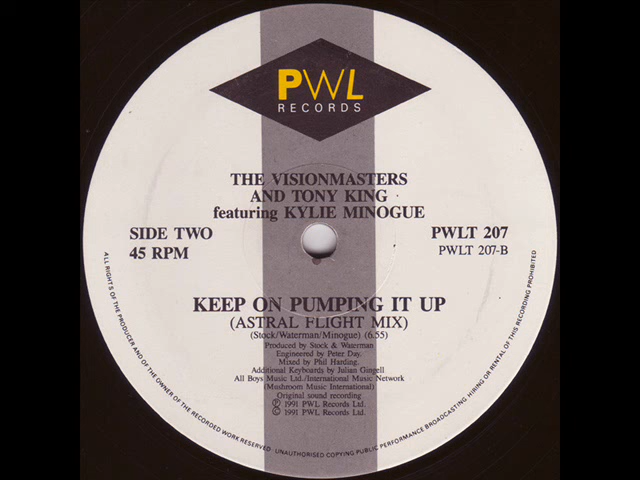 PWL
RECORDS
THE VISIONMASTERS
AND TONY KING
featuring KYLIE MINOGUE
SIDE TWO
45 RPM
PWLT 207
PWLT 207-B
KEEP ON PUMPING IT UP
(ASTRAL FLIGHT MIX)
(Stock/Waterman/Minogue) (6.55)
Produced by Stock & Waterman
Engineered by Peter Day.
Mixed by Phil Harding.
Additional Keyboards by Julian Gingell
All Boys Music Ltd./International Music Network
(Mushroom Music International)
Original sound recording
Ⓟ 1991 PWL Records Ltd.
© 1991 PWL Records Ltd.
ALL RIGHTS OF THE PRODUCER AND OF THE OWNER OF THE RECORDED WORK RESERVED. UNAUTHORISED COPYING PUBLIC PERFORMANCE BROADCASTING HIRING OR RENTAL OF THIS RECORDING PROHIBITED